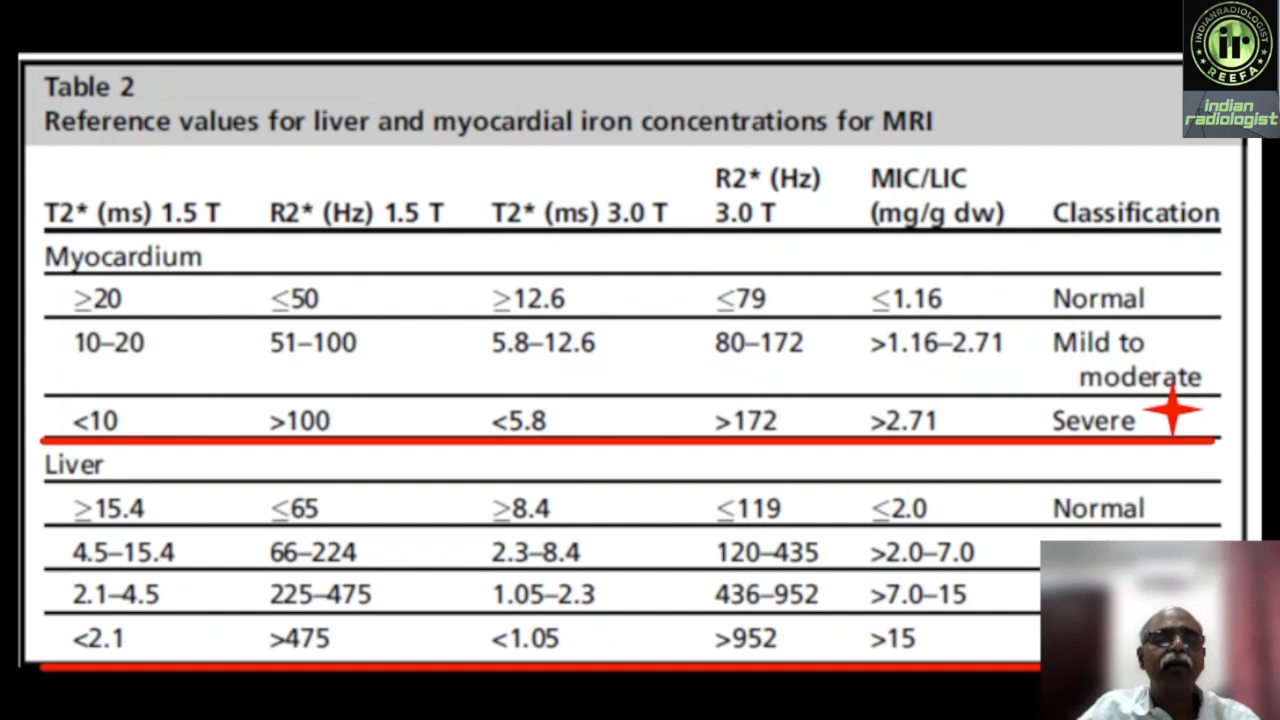 INDIANRADIOLOGIST
ir
REEFA
indian
radiologist
Table 2
Reference values for liver and myocardial iron concentrations for MRI
T2* (ms) 1.5 T R2* (Hz) 1.5 T T2* (ms) 3.0 T R2* (Hz) 3.0 T MIC/LIC (mg/g dw) Classification
Myocardium
≥20 ≤50 ≥12.6 ≤79 ≤1.16 Normal
10–20 51–100 5.8–12.6 80–172 >1.16–2.71 Mild to
moderate
<10 >100 <5.8 >172 >2.71 Severe
Liver
≥15.4 ≤65 ≥8.4 ≤119 ≤2.0 Normal
4.5–15.4 66–224 2.3–8.4 120–435 >2.0–7.0
2.1–4.5 225–475 1.05–2.3 436–952 >7.0–15
<2.1 >475 <1.05 >952 >15